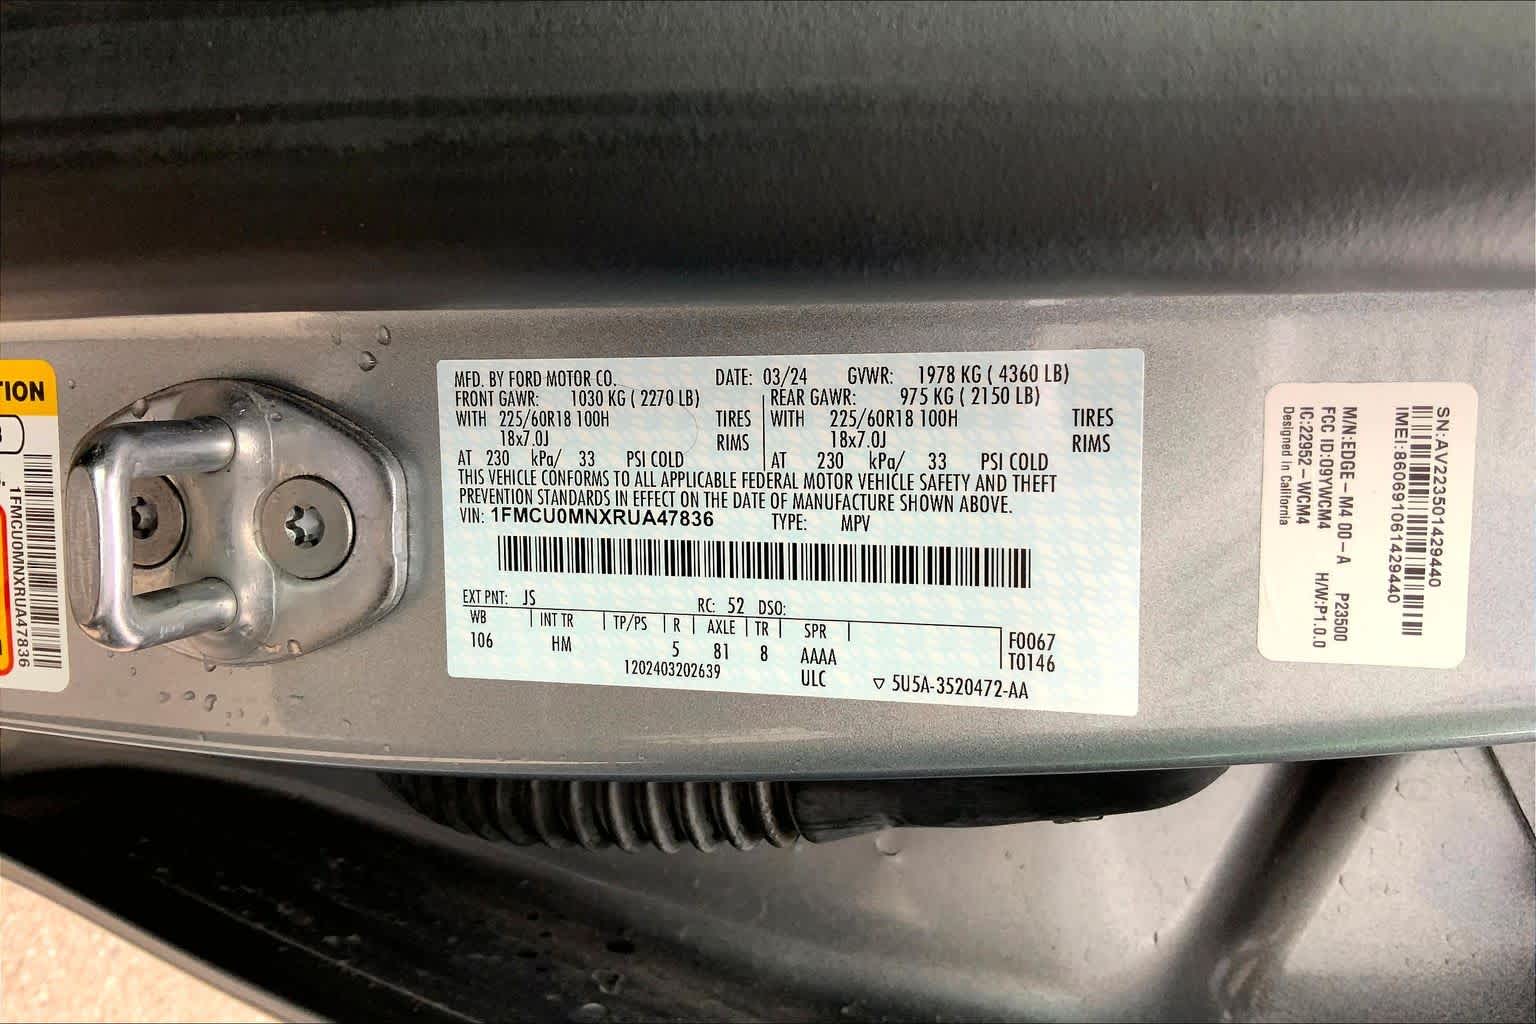 TION
1FMCU0MNXRUA47836
MFD. BY FORD MOTOR CO. DATE: 03/24 GVWR: 1978 KG ( 4360 LB)
FRONT GAWR: 1030 KG ( 2270 LB) REAR GAWR: 975 KG ( 2150 LB)
WITH 225/60R18 100H TIRES WITH 225/60R18 100H TIRES
18x7.0J RIMS 18x7.0J RIMS
AT 230 kPa/ 33 PSI COLD AT 230 kPa/ 33 PSI COLD
THIS VEHICLE CONFORMS TO ALL APPLICABLE FEDERAL MOTOR VEHICLE SAFETY AND THEFT
PREVENTION STANDARDS IN EFFECT ON THE DATE OF MANUFACTURE SHOWN ABOVE.
VIN: 1FMCU0MNXRUA47836 TYPE: MPV
EXT PNT: JS RC: 52 DSO:
WB INT TR TP/PS R AXLE TR SPR F0067
106 HM 5 81 8 AAAA T0146
1202403202639 ULC ▽ 5U5A-3520472-AA
SN:AV223501429440
IMEI:860691061429440
M/N:EDGE-M4 00-A P23500
FCC ID:09YWCM4 H/W:P1.0.0
IC:22952-WCM4
Designed in California